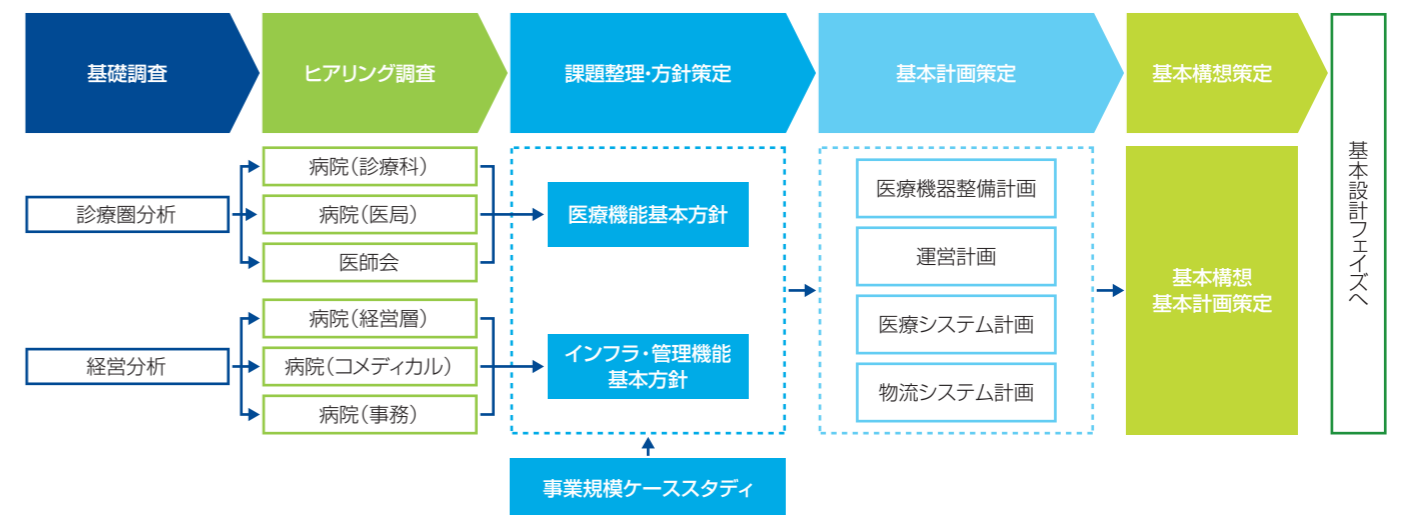 基礎調査
ヒアリング調査
課題整理・方針策定
基本計画策定
基本構想策定
診療圏分析
経営分析
病院（診療科）
病院（医局）
医師会
病院（経営層）
病院（コメディカル）
病院（事務）
医療機能基本方針
インフラ・管理機能
基本方針
事業規模ケーススタディ
医療機器整備計画
運営計画
医療システム計画
物流システム計画
基本構想
基本計画策定
基本設計フェイズへ